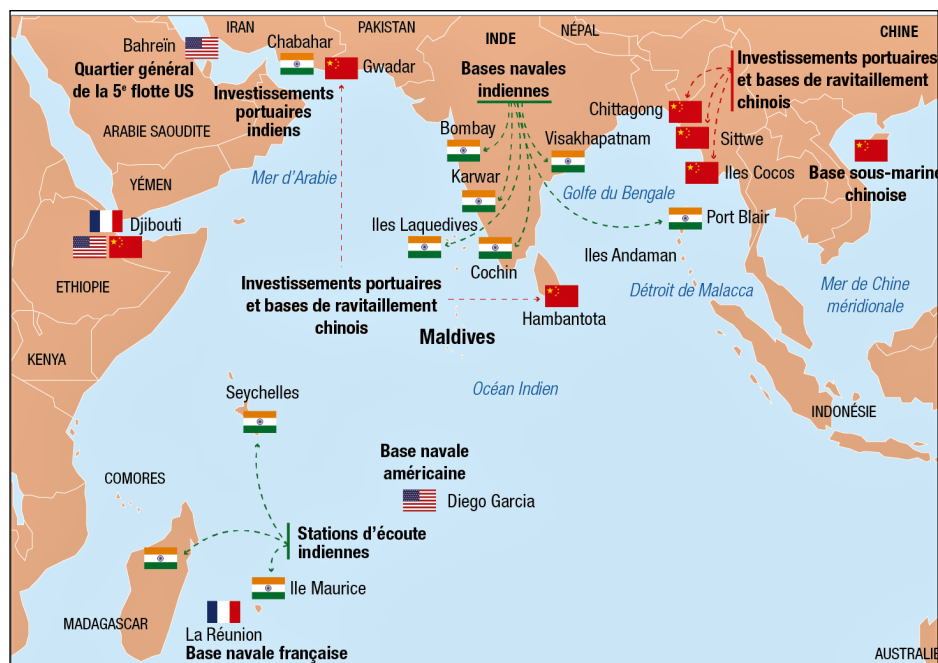 IRAN
PAKISTAN
NÉPAL
CHINE
INDE
Bahreïn
Quartier général
de la 5e flotte US
Chabahar
Gwadar
Investissements
portuaires
indiens
Bases navales
indiennes
Investissements portuaires
et bases de ravitaillement
chinois
Chittagong
Sittwe
Iles Cocos
ARABIE SAOUDITE
Bombay
Visakhapatnam
Karwar
Base sous-marine
chinoise
YÉMEN
Mer d'Arabie
Golfe du Bengale
Djibouti
Iles Laquedives
Port Blair
Cochin
Iles Andaman
ETHIOPIE
Investissements portuaires
et bases de ravitaillement
chinois
Hambantota
Détroit de Malacca
Mer de Chine
méridionale
Maldives
KENYA
Seychelles
Océan Indien
INDONÉSIE
Base navale
américaine
Diego Garcia
COMORES
Stations d'écoute
indiennes
Ile Maurice
MADAGASCAR
La Réunion
Base navale française
AUSTRALIE